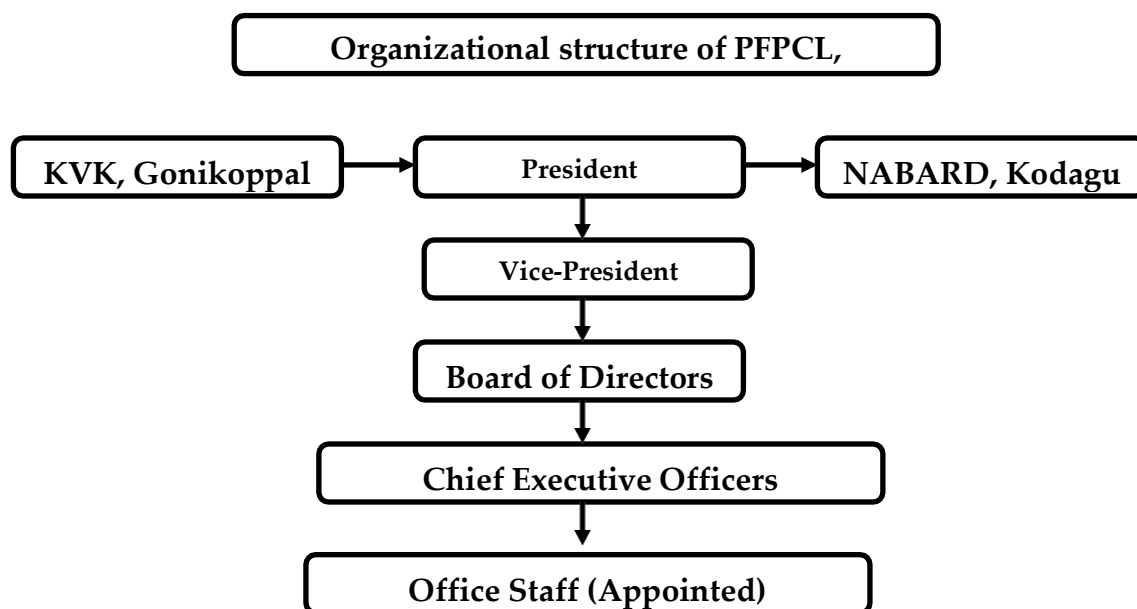 Organizational structure of PFPCL,
KVK, Gonikoppal
President
NABARD, Kodagu
Vice-President
Board of Directors
Chief Executive Officers
Office Staff (Appointed)